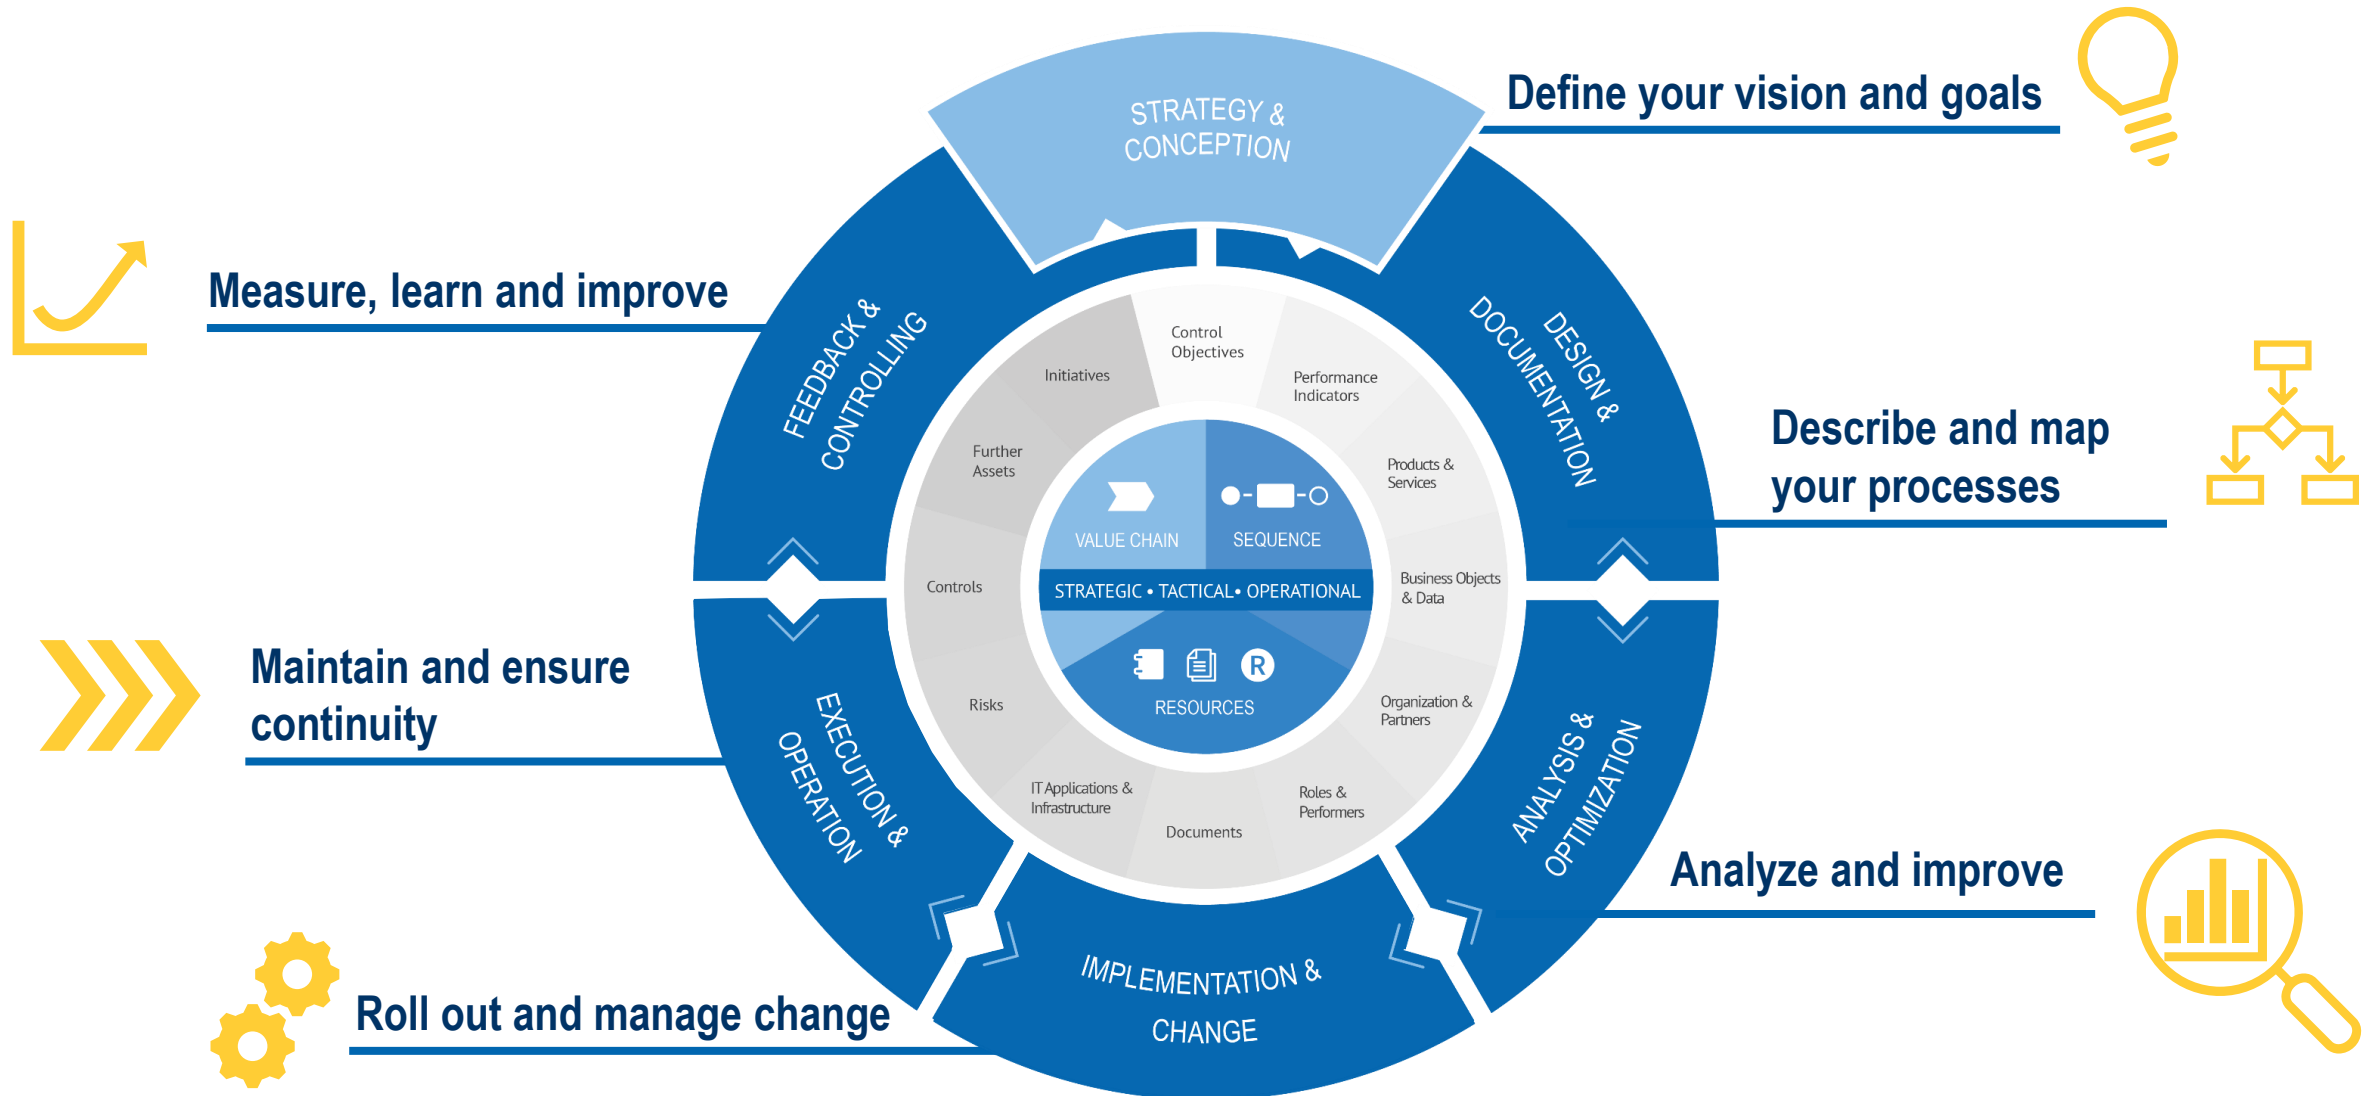 STRATEGY &
CONCEPTION
Define your vision and goals
DESIGN &
DOCUMENTATION
Describe and map
your processes
ANALYSIS &
OPTIMIZATION
Analyze and improve
IMPLEMENTATION &
CHANGE
Roll out and manage change
EXECUTION &
OPERATION
Maintain and ensure
continuity
FEEDBACK &
CONTROLLING
Measure, learn and improve
Control
Objectives
Performance
Indicators
Products &
Services
Business Objects
& Data
Organization &
Partners
Roles &
Performers
Documents
IT Applications &
Infrastructure
Risks
Controls
Further
Assets
Initiatives
VALUE CHAIN
SEQUENCE
STRATEGIC • TACTICAL • OPERATIONAL
R
RESOURCES